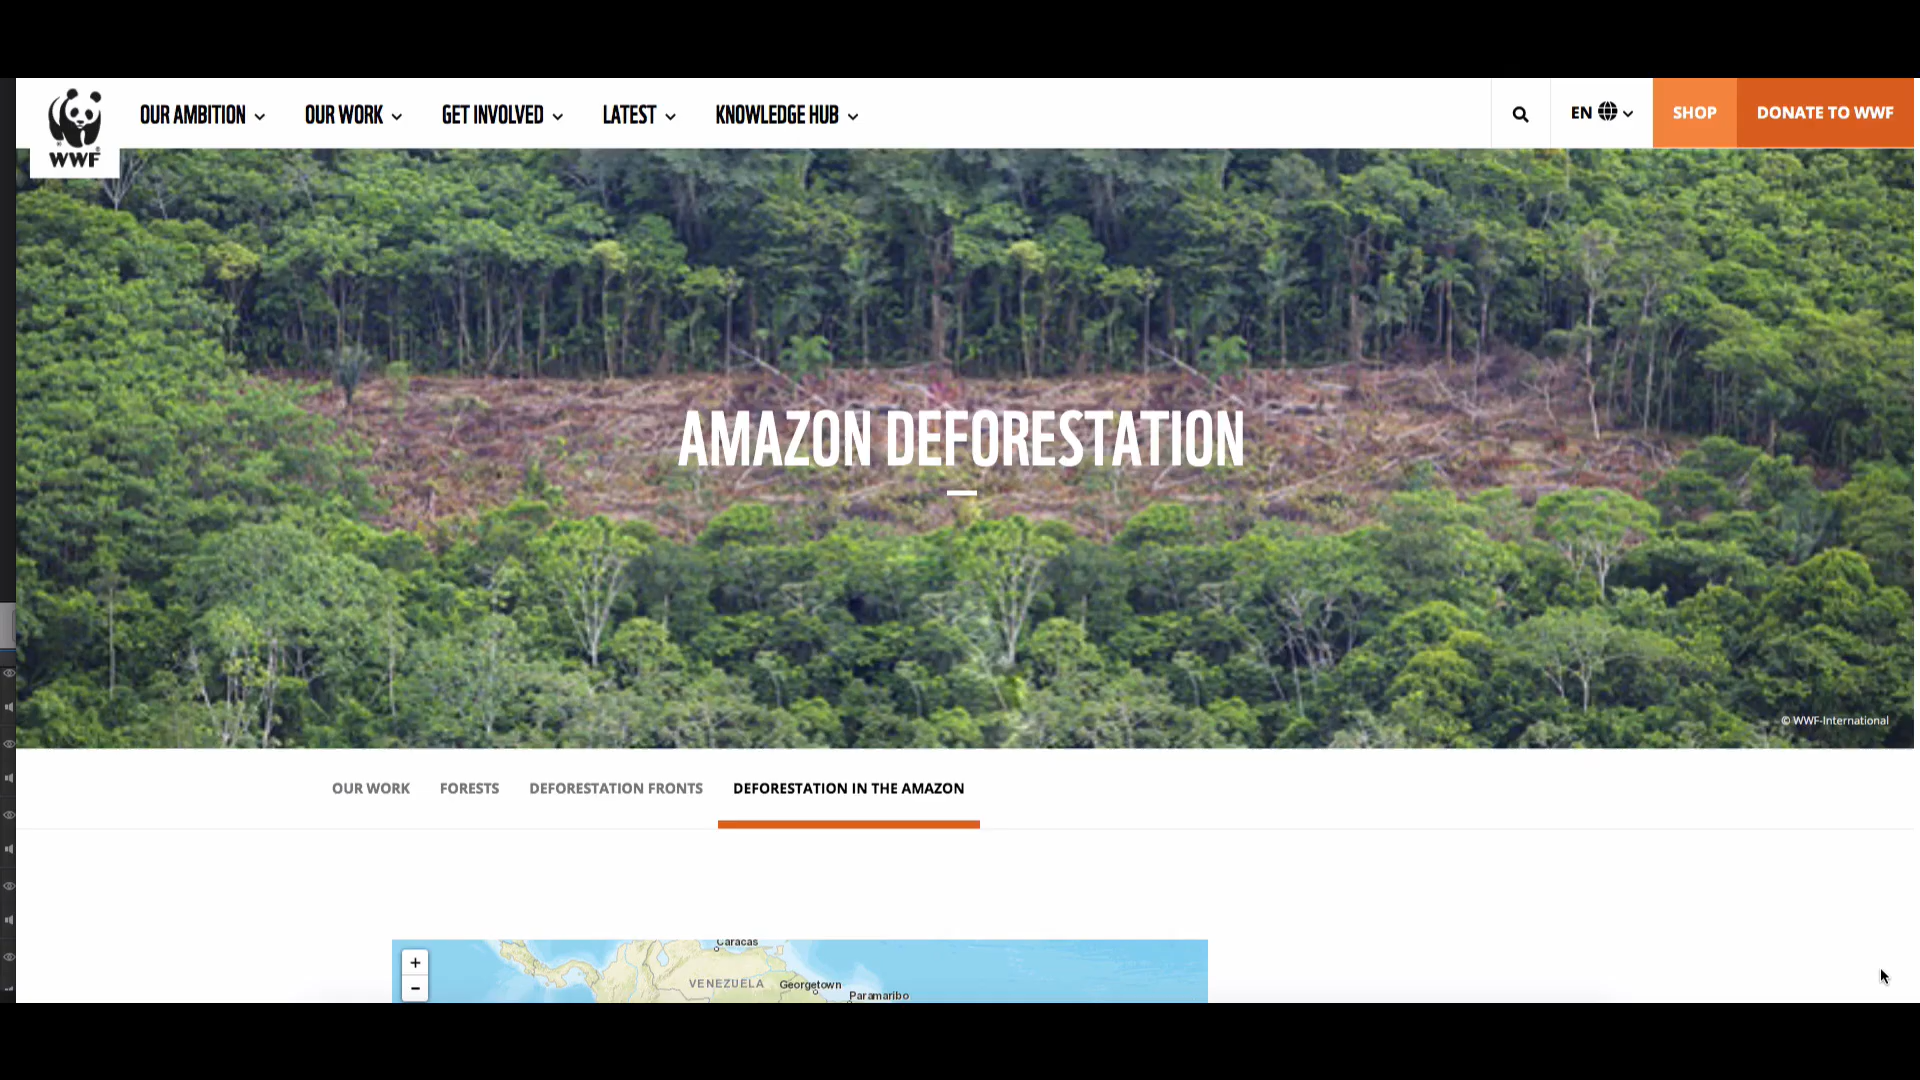 WWF
OUR AMBITION
OUR WORK
GET INVOLVED
LATEST
KNOWLEDGE HUB
EN
SHOP
DONATE TO WWF
AMAZON DEFORESTATION
© WWF-International
OUR WORK
FORESTS
DEFORESTATION FRONTS
DEFORESTATION IN THE AMAZON
+
−
Caracas
VENEZUELA
Georgetown
Paramaribo